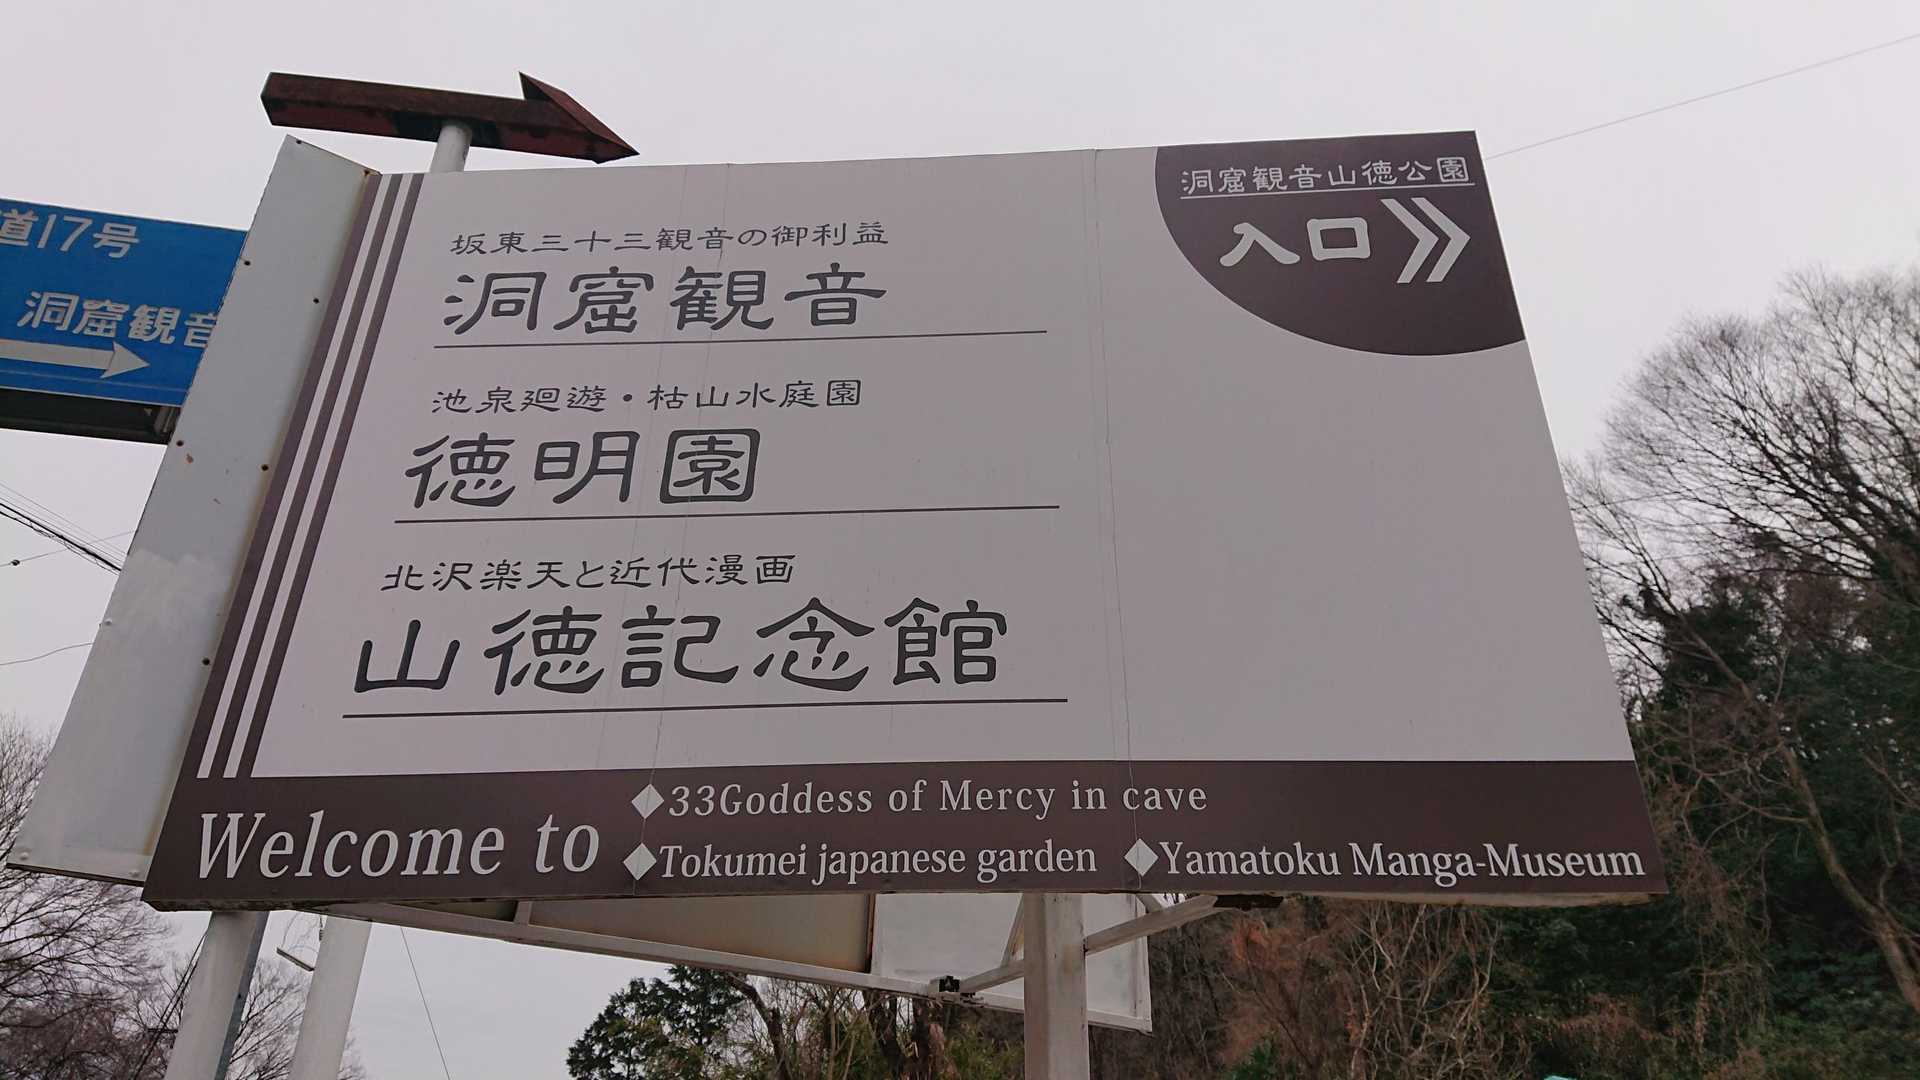 道17号
洞窟観音
洞窟観音山徳公園
入口
坂東三十三観音の御利益
洞窟観音
池泉廻遊・枯山水庭園
徳明園
北沢楽天と近代漫画
山徳記念館
Welcome to
◆33Goddess of Mercy in cave
◆Tokumei japanese garden ◆Yamatoku Manga-Museum